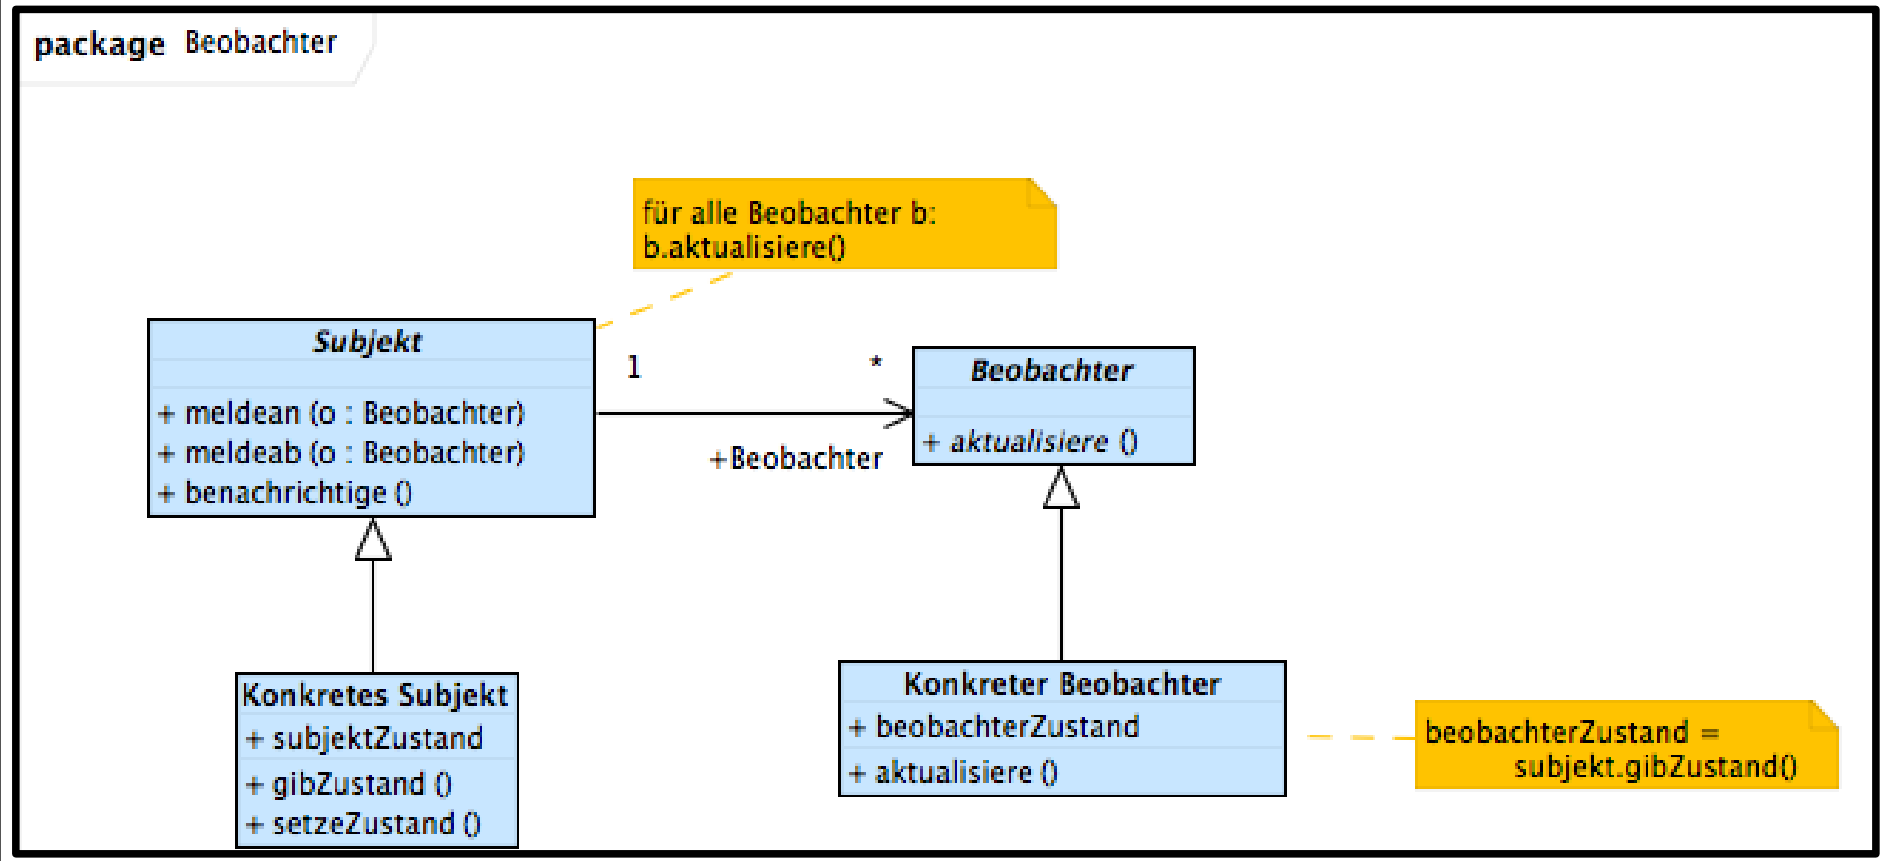 package Beobachter
für alle Beobachter b:
b.aktualisiere()
Subjekt
+ meldean (o : Beobachter)
+ meldeab (o : Beobachter)
+ benachrichtige ()
1
*
+Beobachter
Beobachter
+ aktualisiere ()
Konkretes Subjekt
+ subjektZustand
+ gibZustand ()
+ setzeZustand ()
Konkreter Beobachter
+ beobachterZustand
+ aktualisiere ()
beobachterZustand =
subjekt.gibZustand()